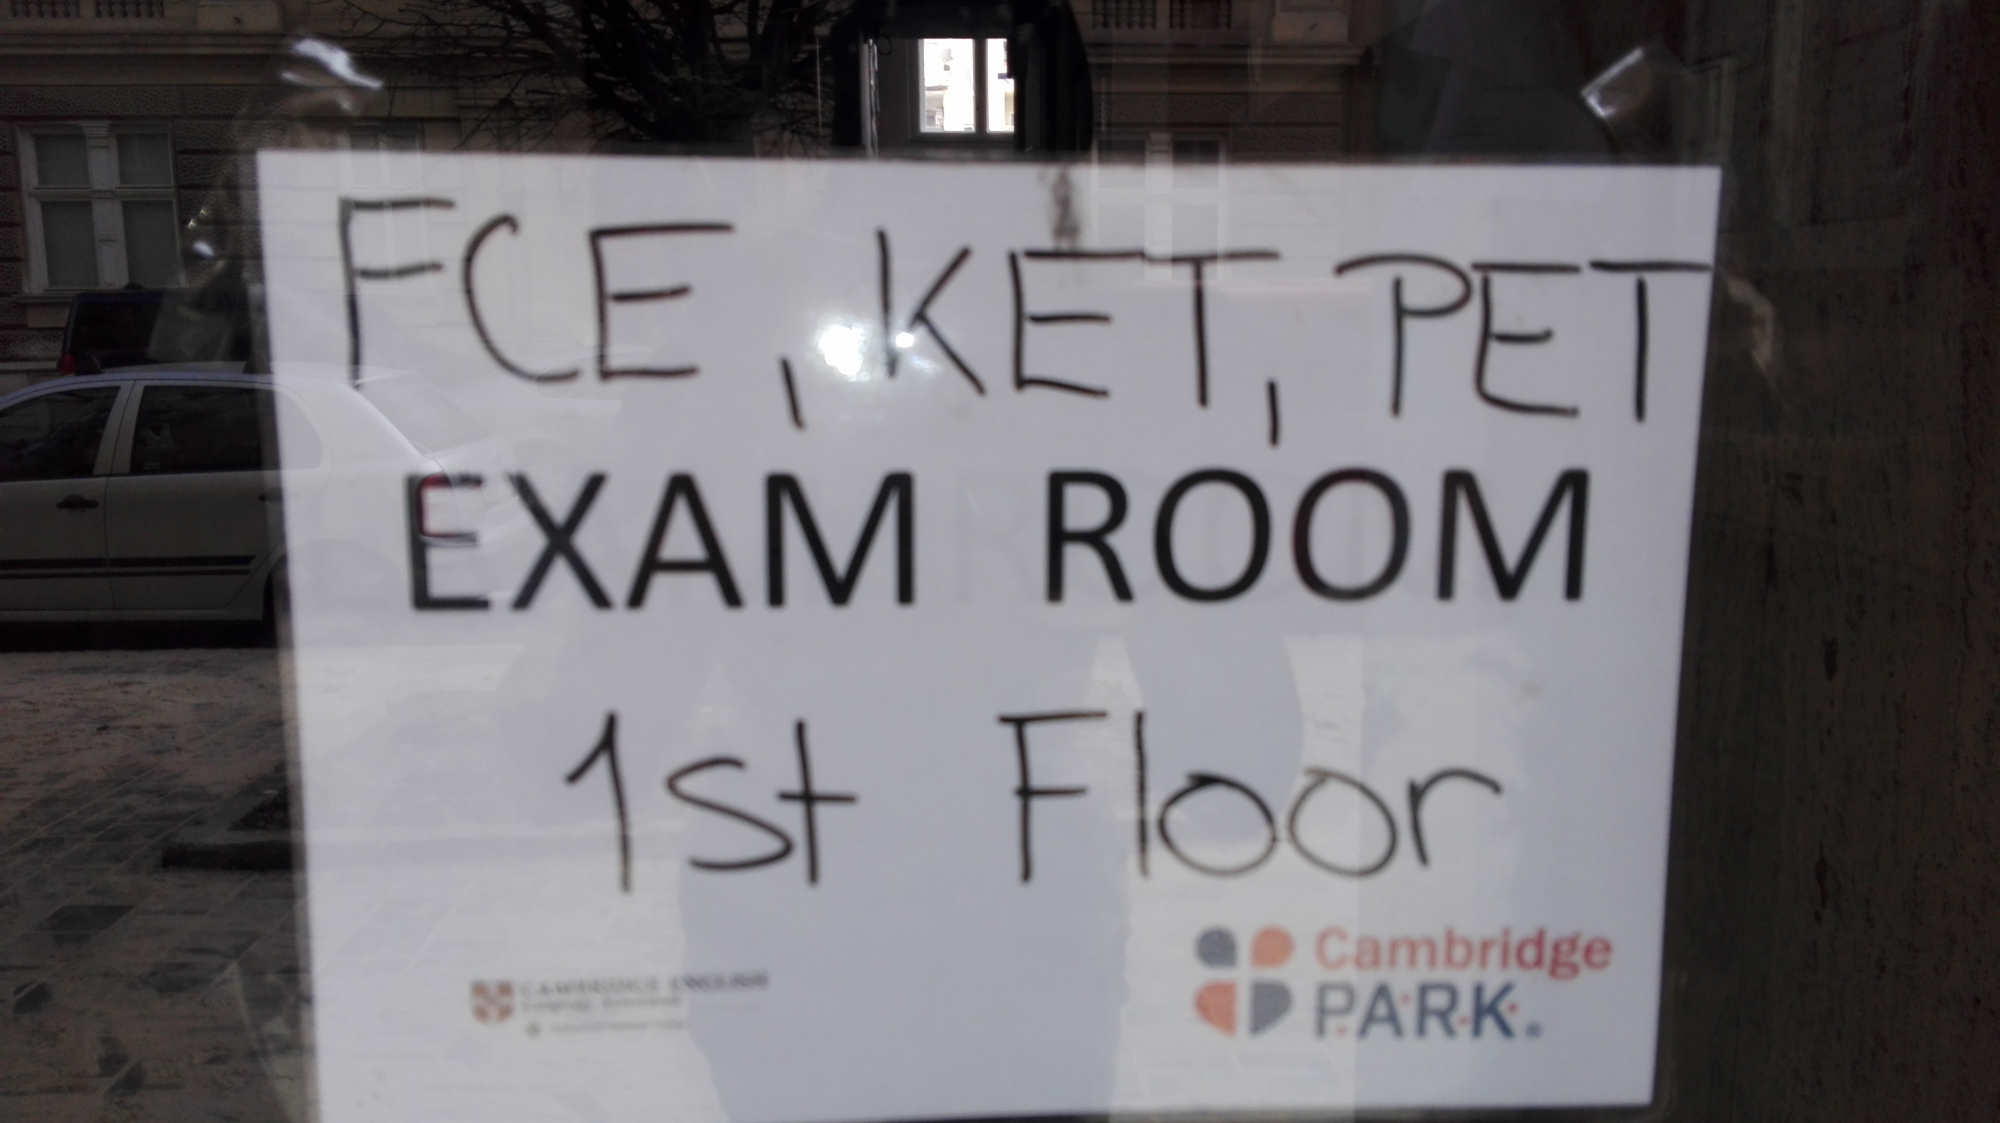 FCE, KET, PET
EXAM ROOM
1st Floor
CAMBRIDGE ENGLISH
Cambridge
P.A.R.K.